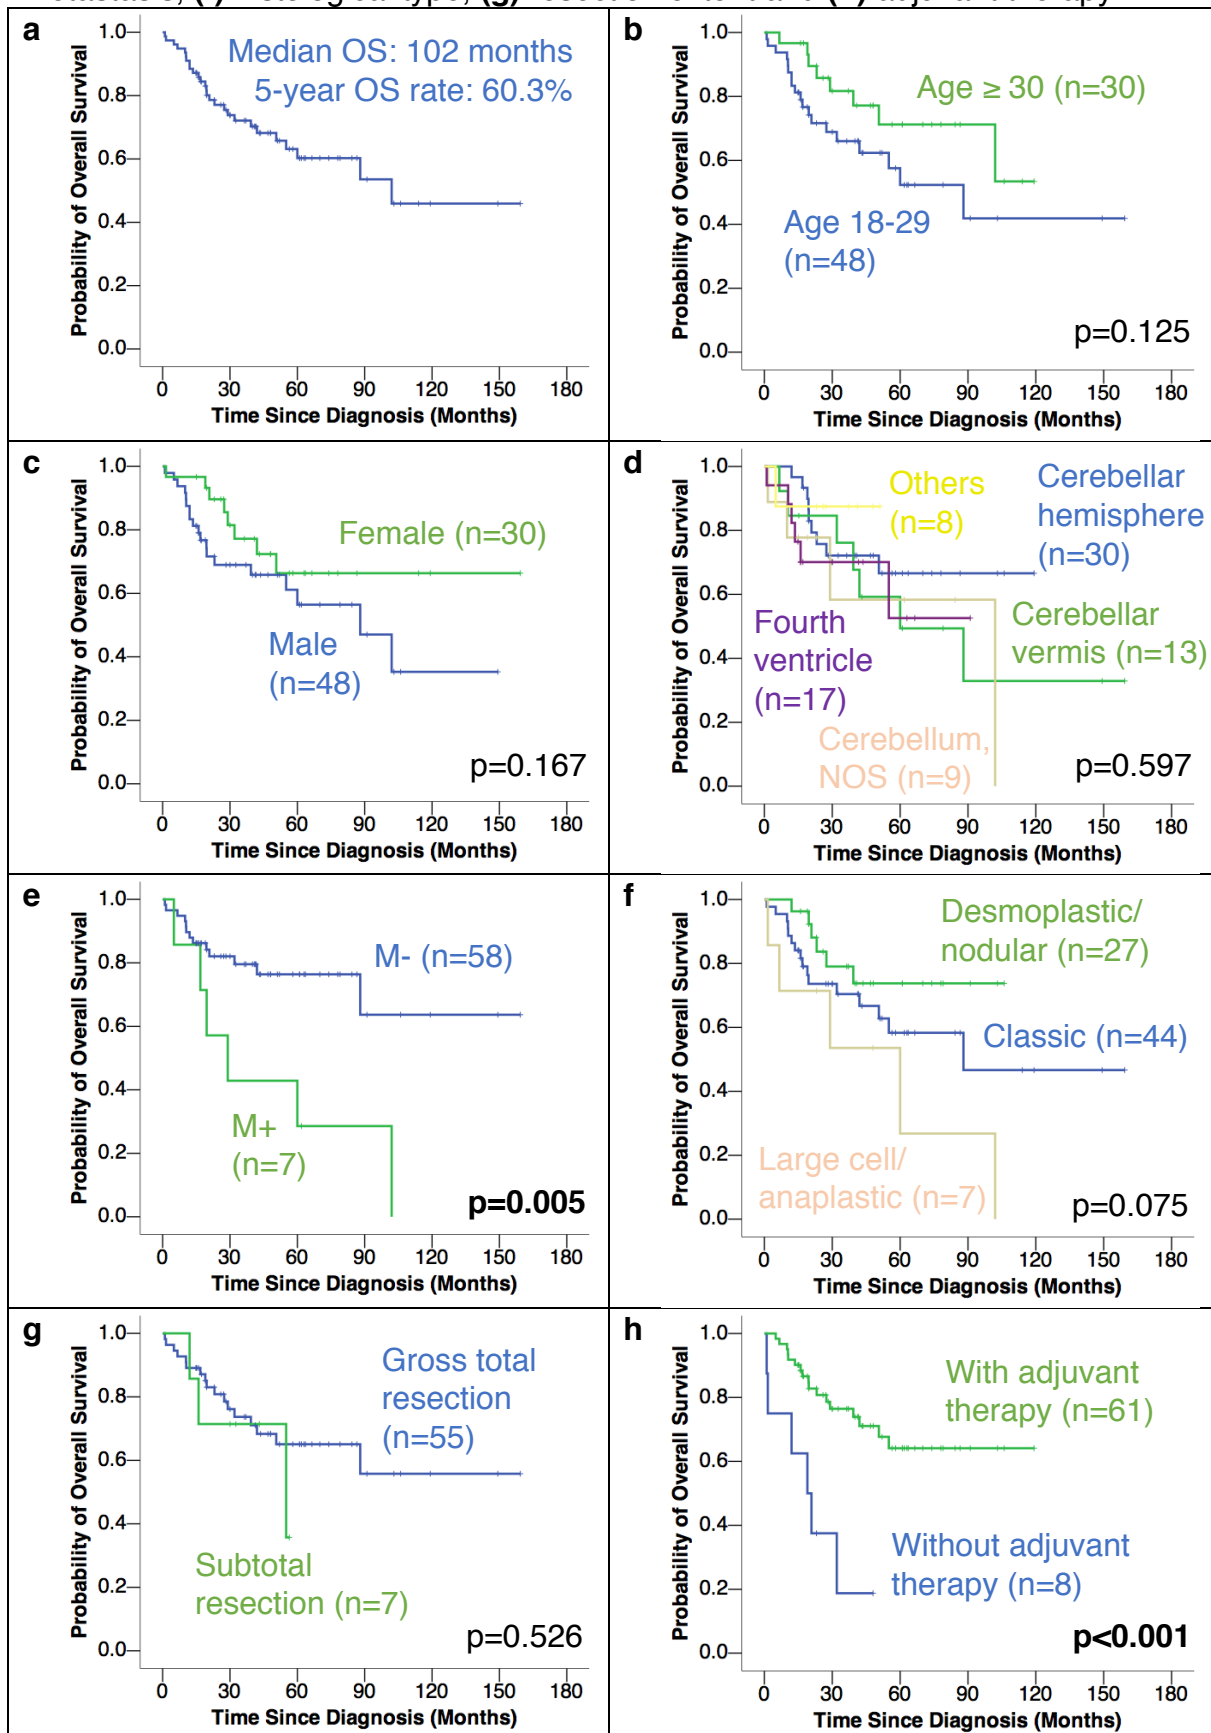 (g)
(h)
a
Median OS: 102 months
5-year OS rate: 60.3%
Probability of Overall Survival
1.0
0.8
0.6
0.4
0.2
0.0
0 30 60 90 120 150 180
Time Since Diagnosis (Months)
b
Age ≥ 30 (n=30)
Age 18-29
(n=48)
p=0.125
Probability of Overall Survival
1.0
0.8
0.6
0.4
0.2
0.0
0 30 60 90 120 150 180
Time Since Diagnosis (Months)
c
Female (n=30)
Male
(n=48)
p=0.167
Probability of Overall Survival
1.0
0.8
0.6
0.4
0.2
0.0
0 30 60 90 120 150 180
Time Since Diagnosis (Months)
d
Others
(n=8)
Cerebellar
hemisphere
(n=30)
Fourth
ventricle
(n=17)
Cerebellar
vermis (n=13)
Cerebellum,
NOS (n=9)
p=0.597
Probability of Overall Survival
1.0
0.8
0.6
0.4
0.2
0.0
0 30 60 90 120 150 180
Time Since Diagnosis (Months)
e
M- (n=58)
M+
(n=7)
p=0.005
Probability of Overall Survival
1.0
0.8
0.6
0.4
0.2
0.0
0 30 60 90 120 150 180
Time Since Diagnosis (Months)
f
Desmoplastic/
nodular (n=27)
Classic (n=44)
Large cell/
anaplastic (n=7)
p=0.075
Probability of Overall Survival
1.0
0.8
0.6
0.4
0.2
0.0
0 30 60 90 120 150 180
Time Since Diagnosis (Months)
g
Gross total
resection
(n=55)
Subtotal
resection (n=7)
p=0.526
Probability of Overall Survival
1.0
0.8
0.6
0.4
0.2
0.0
0 30 60 90 120 150 180
Time Since Diagnosis (Months)
h
With adjuvant
therapy (n=61)
Without adjuvant
therapy (n=8)
p<0.001
Probability of Overall Survival
1.0
0.8
0.6
0.4
0.2
0.0
0 30 60 90 120 150 180
Time Since Diagnosis (Months)